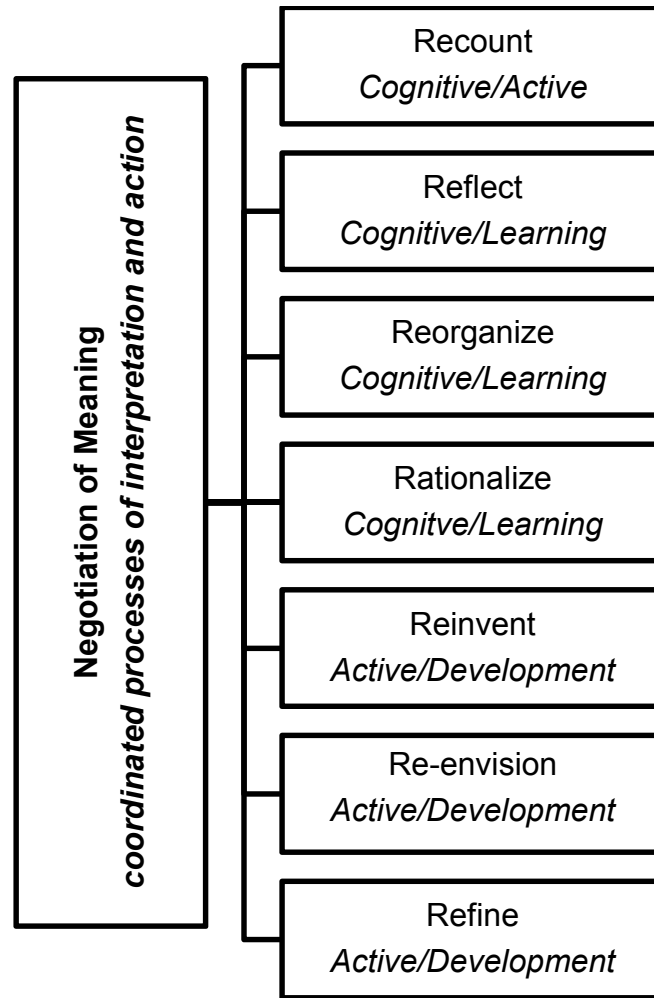 Negotiation of Meaning
coordinated processes of interpretation and action
Recount
Cognitive/Active
Reflect
Cognitive/Learning
Reorganize
Cognitive/Learning
Rationalize
Cognitve/Learning
Reinvent
Active/Development
Re-envision
Active/Development
Refine
Active/Development